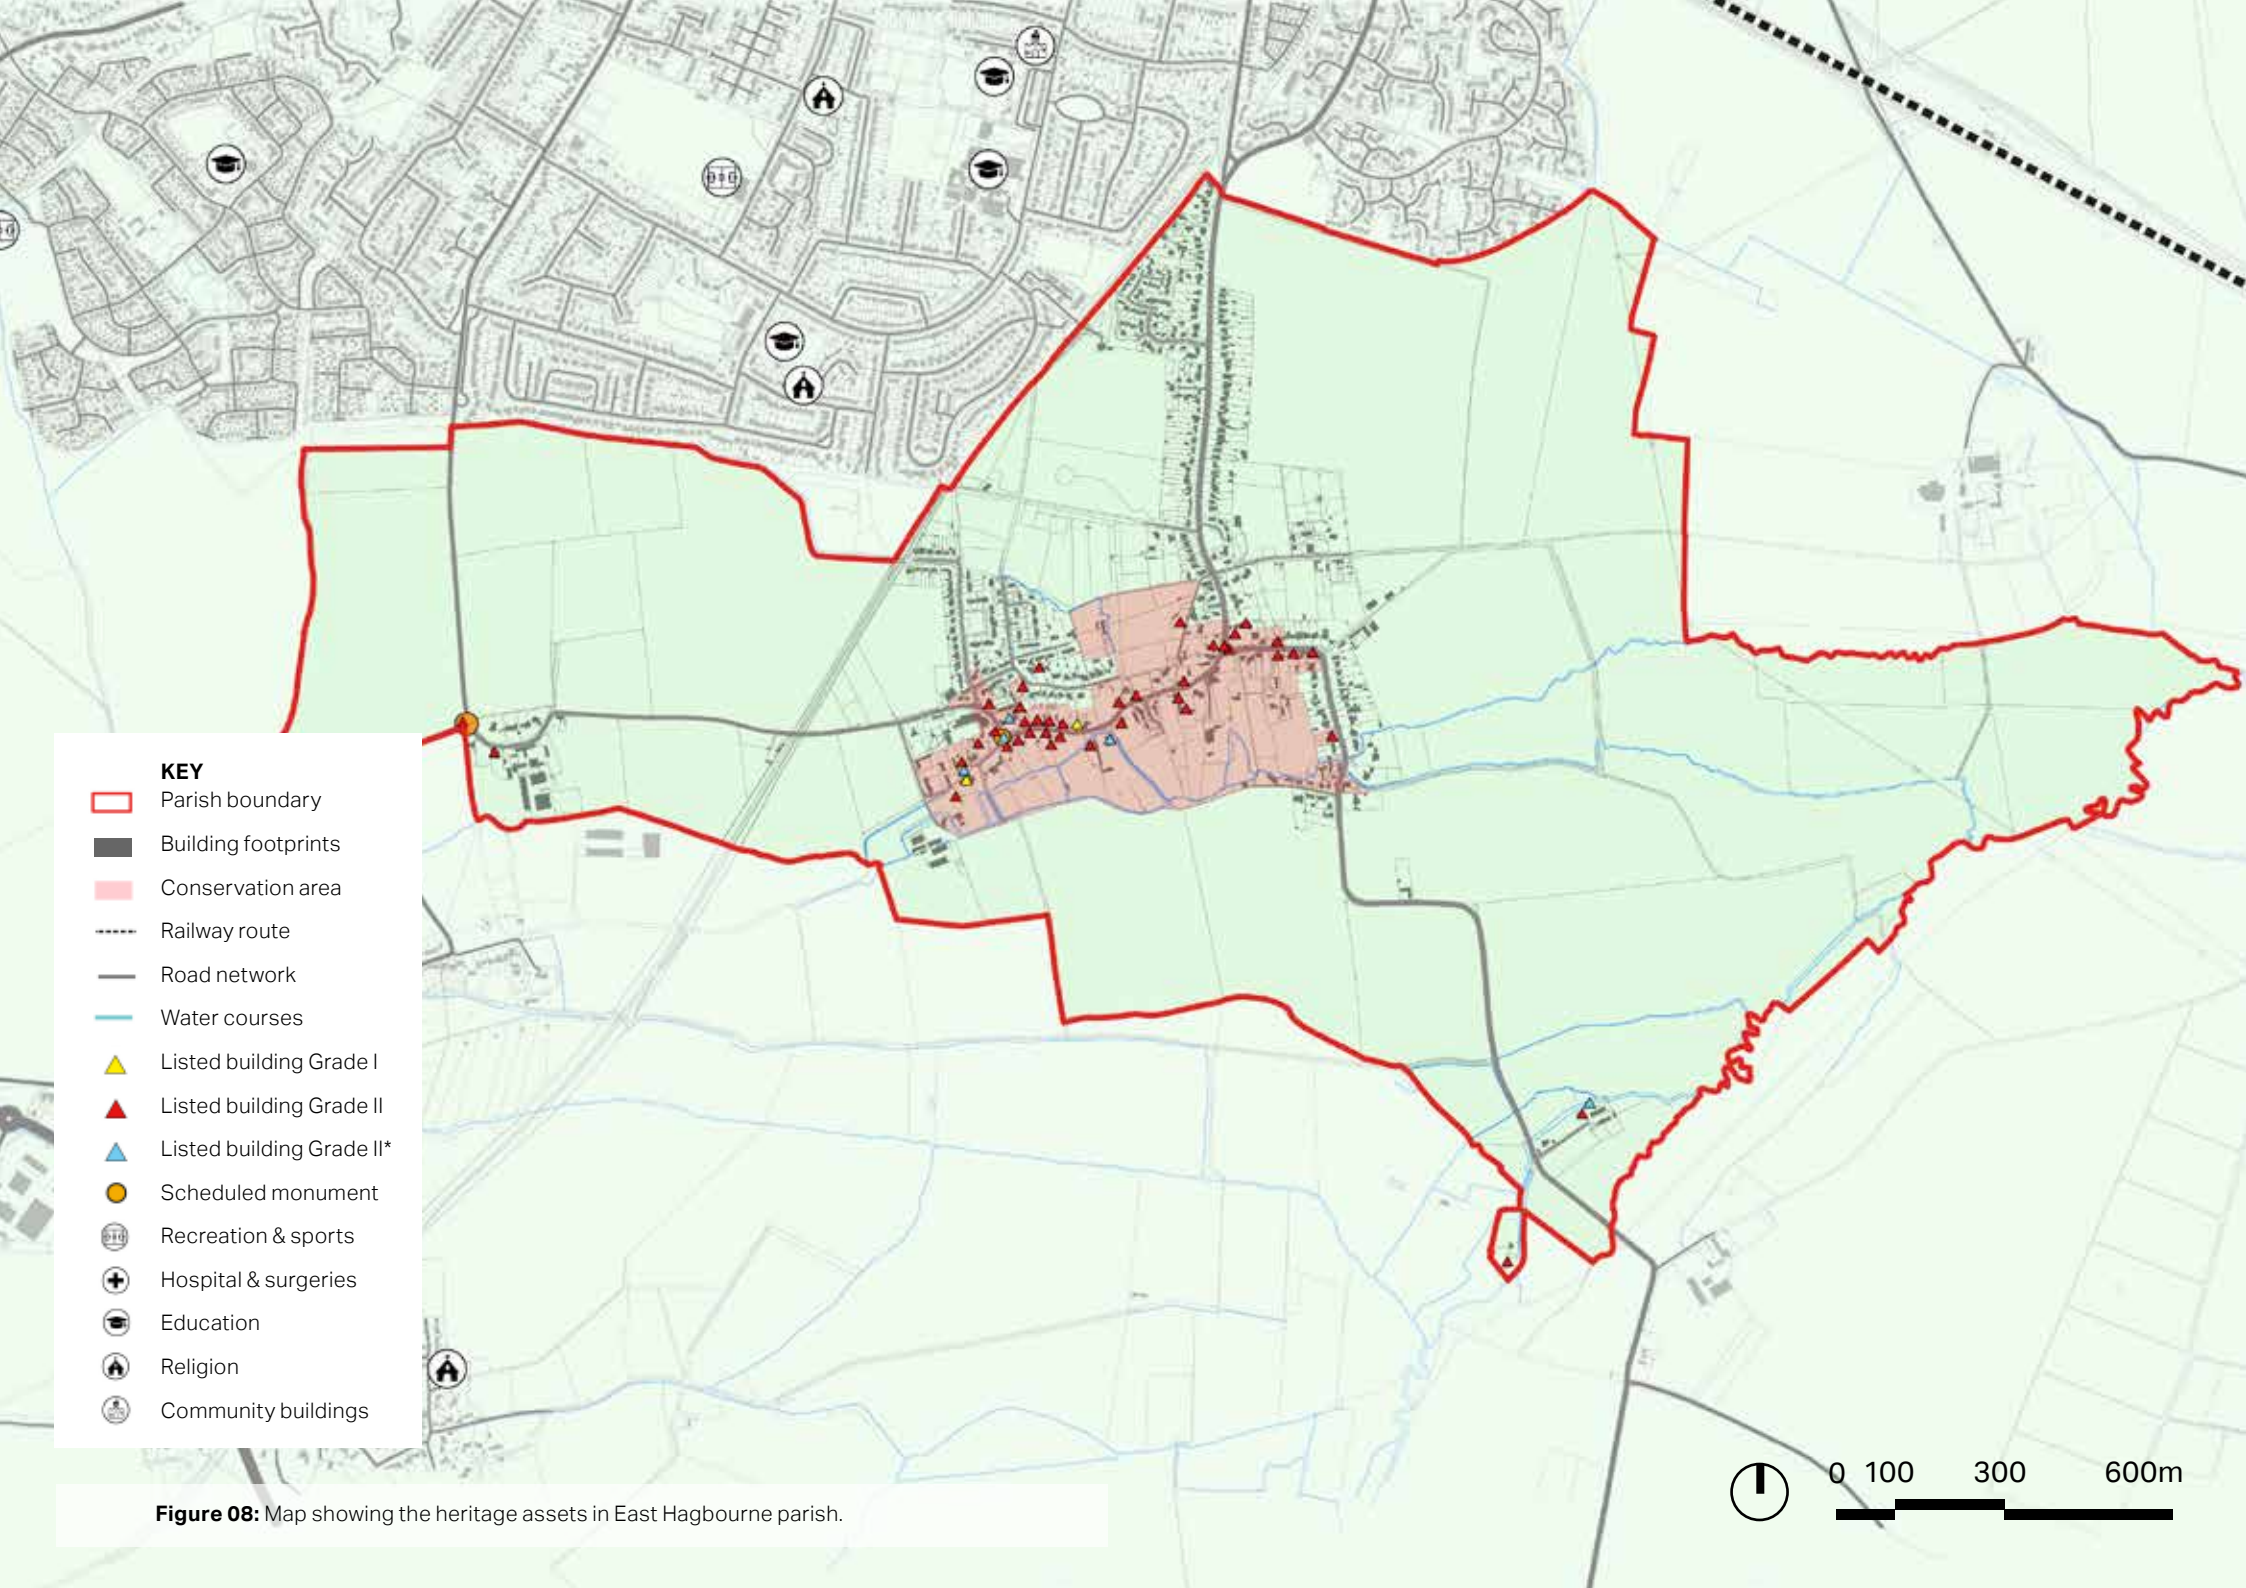 KEY
Parish boundary
Building footprints
Conservation area
Railway route
Road network
Water courses
Listed building Grade I
Listed building Grade II
Listed building Grade II*
Scheduled monument
Recreation & sports
Hospital & surgeries
Education
Religion
Community buildings
Figure 08: Map showing the heritage assets in East Hagbourne parish.
0 100 300 600m